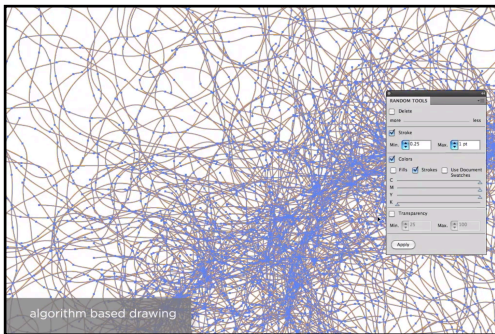 RANDOM TOOLS
Delete
more less
Stroke
Min. 0.25 Max. 1 pt
Colors
Fills Strokes Use Document Swatches
C
M
Y
K
Transparency
Min. 25 Max. 100
Apply
algorithm based drawing